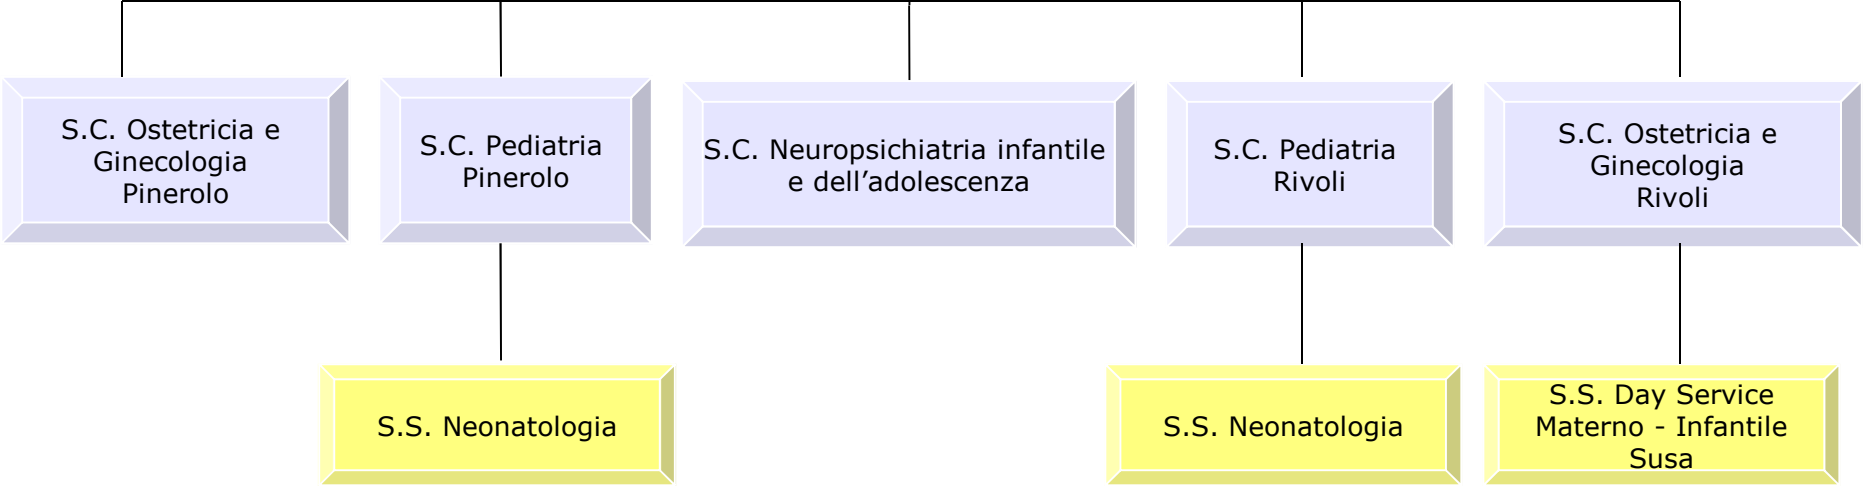 S.C. Ostetricia e
Ginecologia
Pinerolo
S.C. Pediatria
Pinerolo
S.C. Neuropsichiatria infantile
e dell’adolescenza
S.C. Pediatria
Rivoli
S.C. Ostetricia e
Ginecologia
Rivoli
S.S. Neonatologia
S.S. Neonatologia
S.S. Day Service
Materno - Infantile
Susa